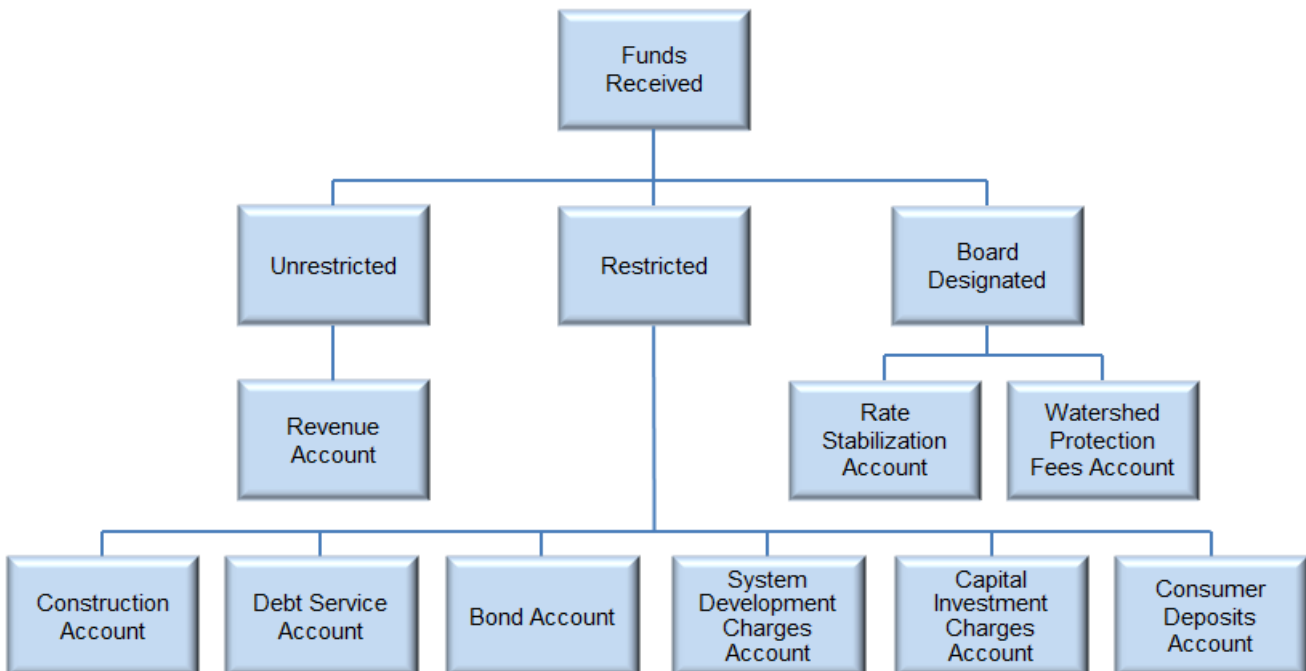 Funds
Received
Unrestricted
Restricted
Board
Designated
Revenue
Account
Rate
Stabilization
Account
Watershed
Protection
Fees Account
Construction
Account
Debt Service
Account
Bond Account
System
Development
Charges
Account
Capital
Investment
Charges
Account
Consumer
Deposits
Account